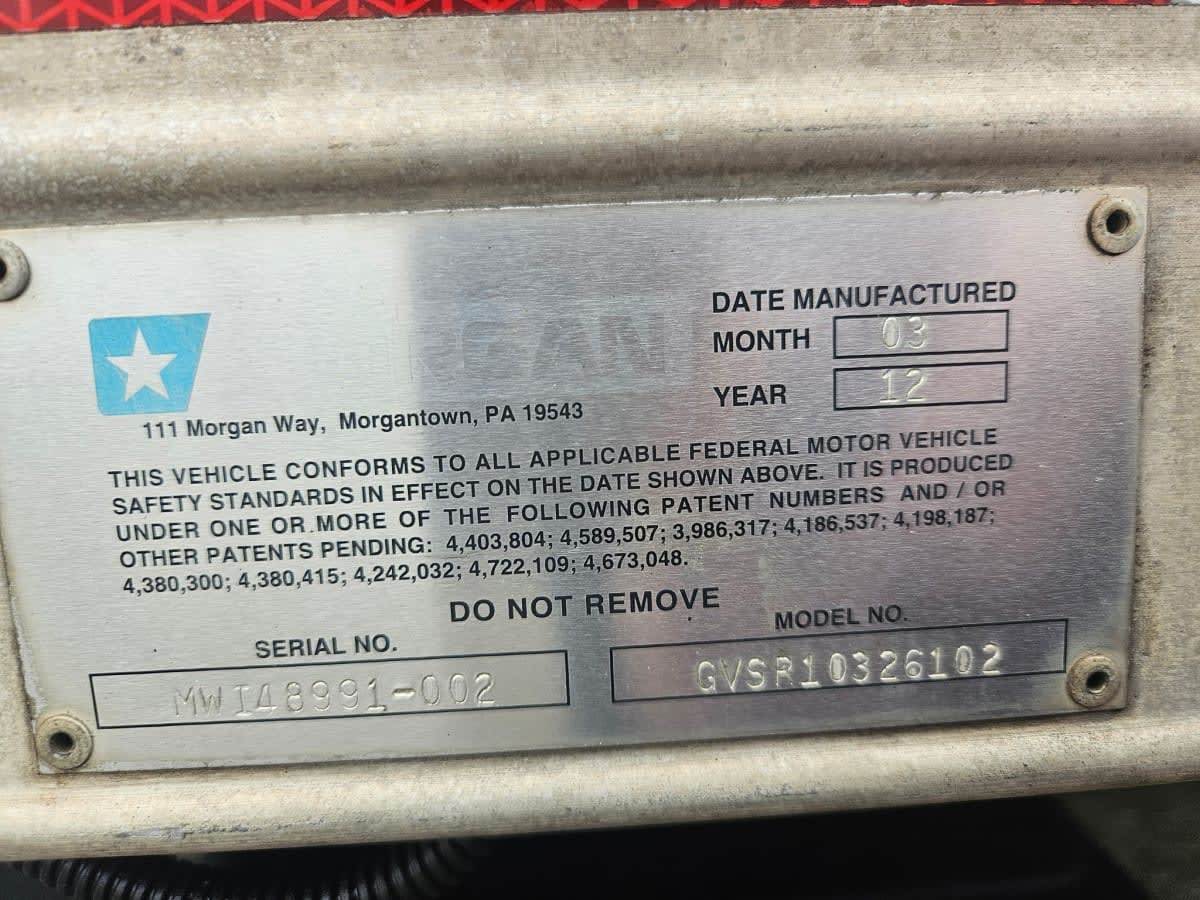 GAN
DATE MANUFACTURED
MONTH 03
YEAR 12
111 Morgan Way, Morgantown, PA 19543
THIS VEHICLE CONFORMS TO ALL APPLICABLE FEDERAL MOTOR VEHICLE
SAFETY STANDARDS IN EFFECT ON THE DATE SHOWN ABOVE. IT IS PRODUCED
UNDER ONE OR MORE OF THE FOLLOWING PATENT NUMBERS AND / OR
OTHER PATENTS PENDING: 4,403,804; 4,589,507; 3,986,317; 4,186,537; 4,198,187;
4,380,300; 4,380,415; 4,242,032; 4,722,109; 4,673,048.
DO NOT REMOVE
SERIAL NO.
MWI48991-002
MODEL NO.
GVSR10326102